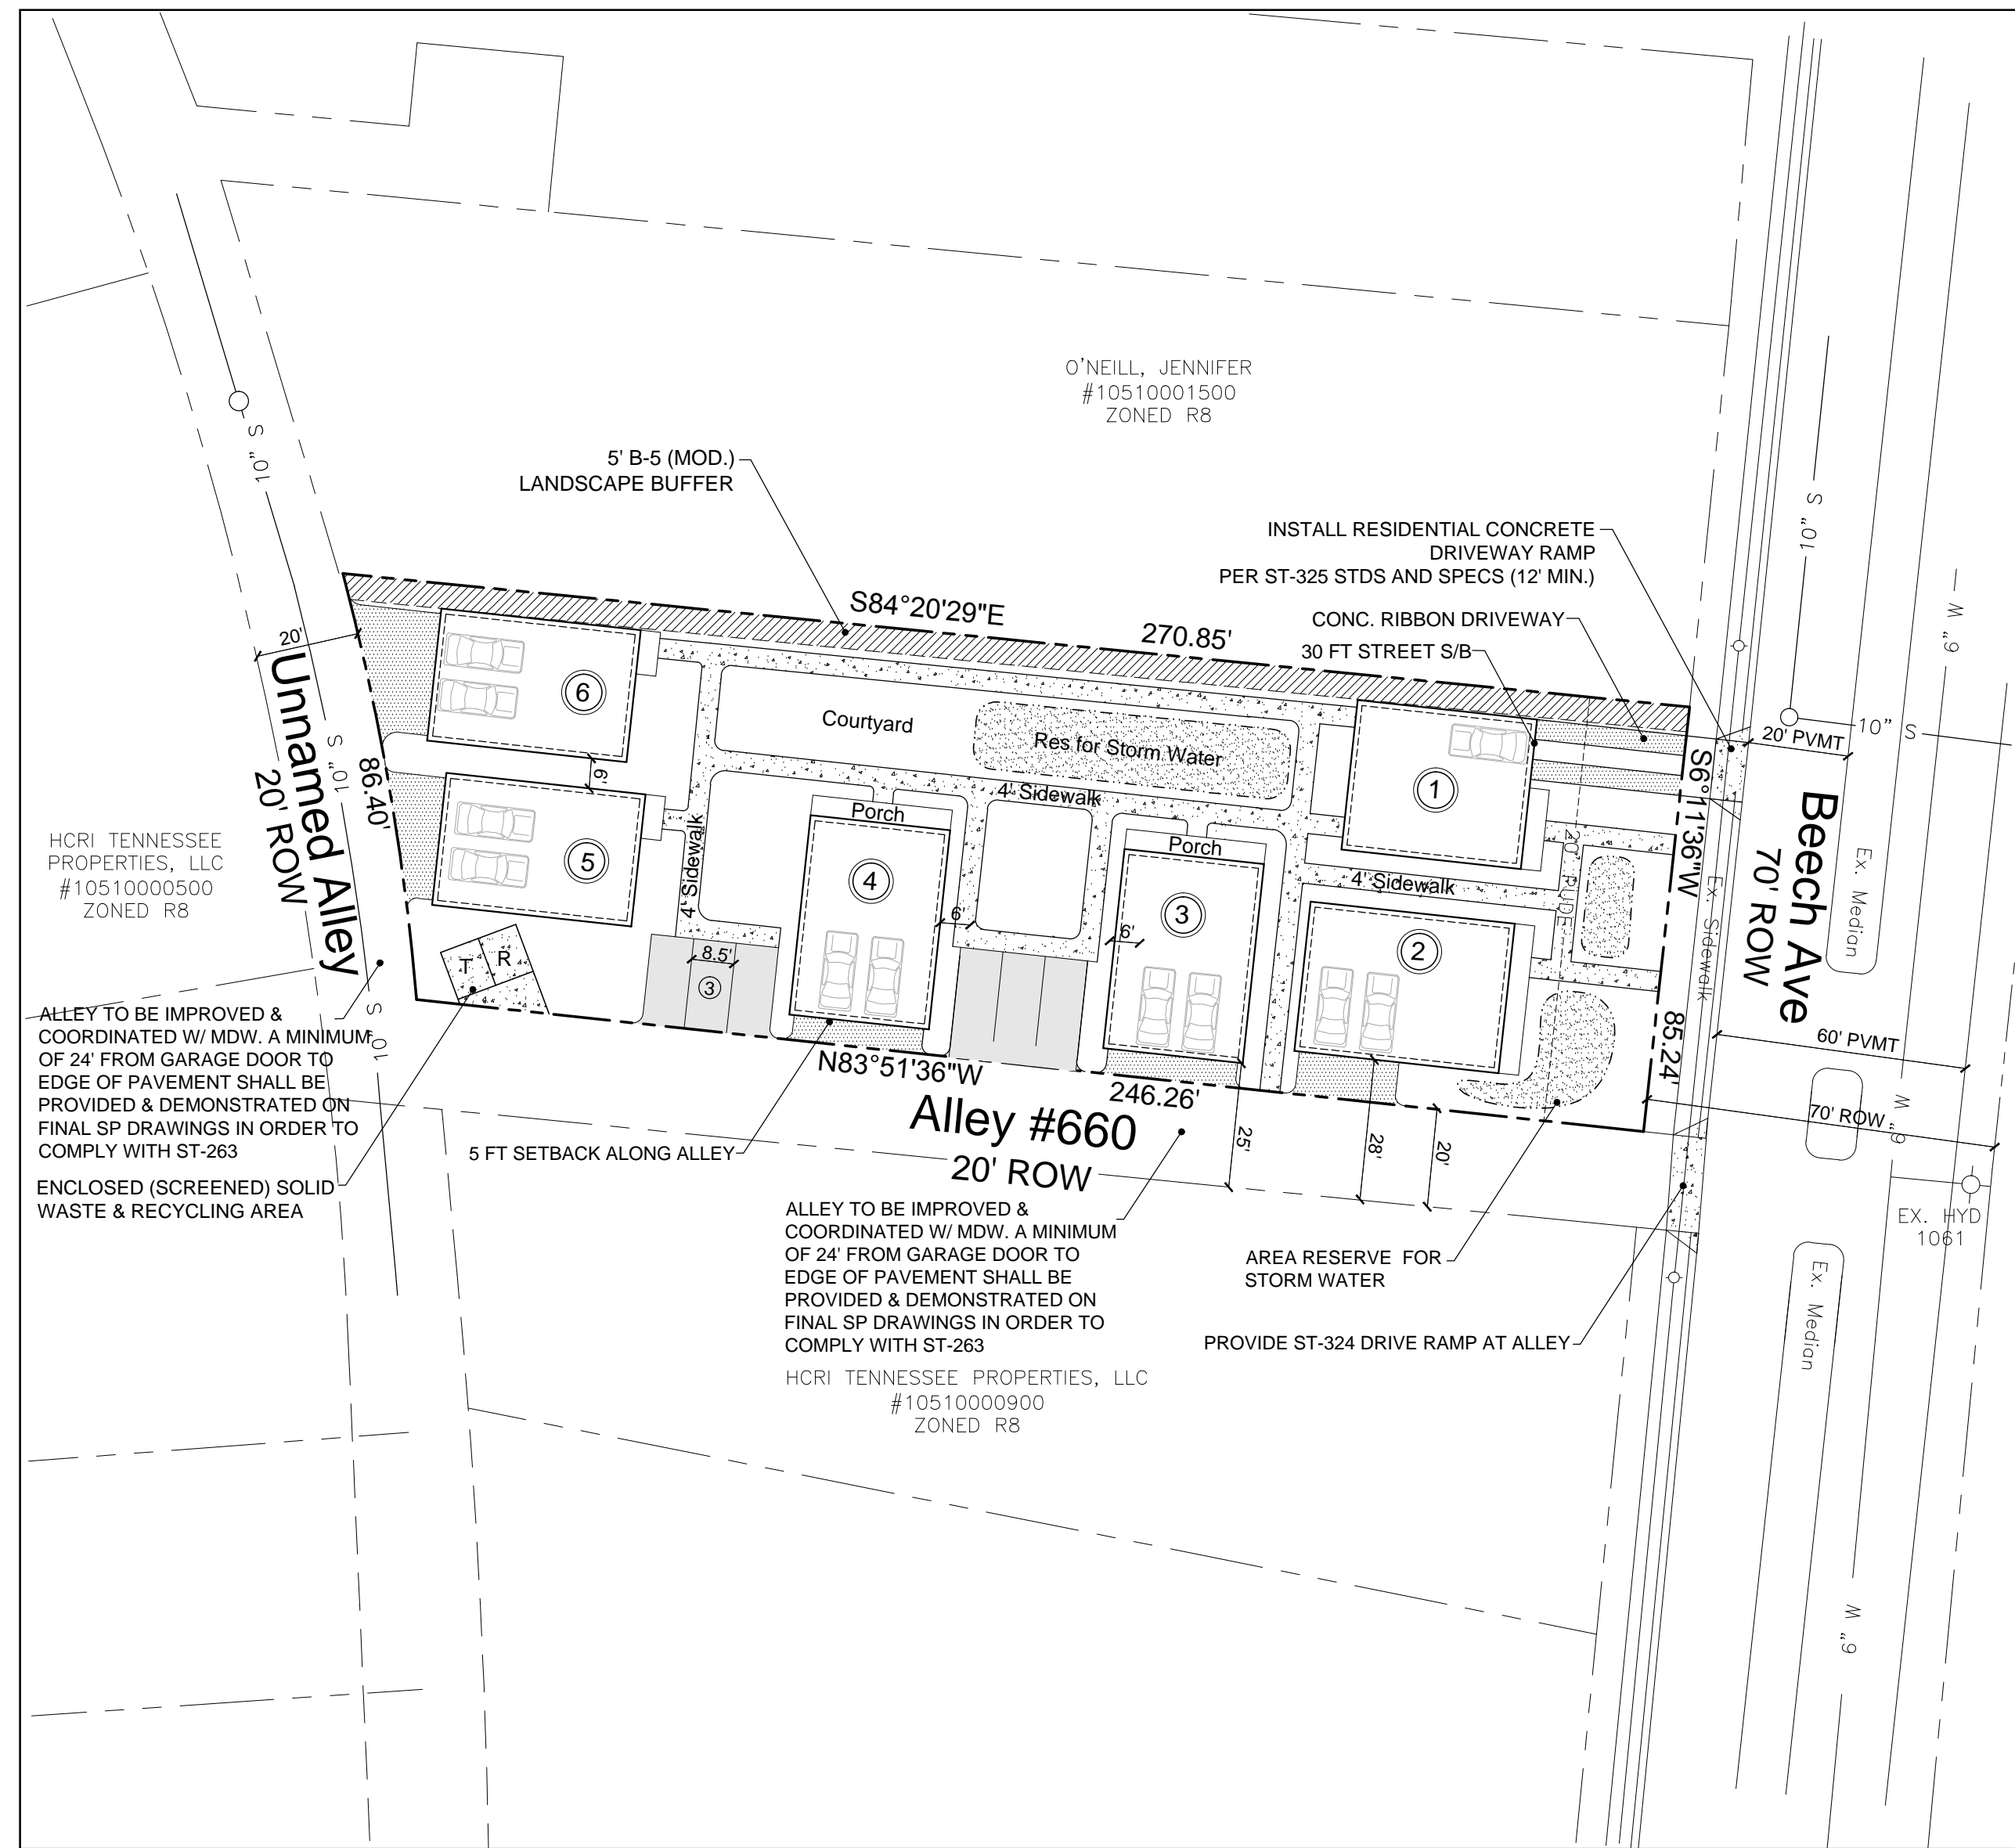 O'NEILL, JENNIFER
#10510001500
ZONED R8
10" S
5' B-5 (MOD.)
LANDSCAPE BUFFER
INSTALL RESIDENTIAL CONCRETE
DRIVEWAY RAMP
PER ST-325 STDS AND SPECS (12' MIN.)
CONC. RIBBON DRIVEWAY
30 FT STREET S/B
10" S
6" W
S84°20'29"E
270.85'
20'
Unnamed Alley
20' ROW
10" S
86.40'
6
Courtyard
Res for Storm Water
4' Sidewalk
1
20' PVMT
10" S
S6°11'36"W
85.24'
Beech Ave
70' ROW
Ex. Median
Ex. Sidewalk
20' PUDE
6'
5
4' Sidewalk
Porch
4
6'
Porch
3
6'
4' Sidewalk
2
HCRI TENNESSEE
PROPERTIES, LLC
#10510000500
ZONED R8
T
R
8.5'
3
10" S
ALLEY TO BE IMPROVED &
COORDINATED W/ MDW. A MINIMUM
OF 24' FROM GARAGE DOOR TO
EDGE OF PAVEMENT SHALL BE
PROVIDED & DEMONSTRATED ON
FINAL SP DRAWINGS IN ORDER TO
COMPLY WITH ST-263
ENCLOSED (SCREENED) SOLID
WASTE & RECYCLING AREA
5 FT SETBACK ALONG ALLEY
N83°51'36"W
246.26'
Alley #660
20' ROW
25'
28'
20'
60' PVMT
70' ROW
6" W
EX. HYD
1061
Ex. Median
ALLEY TO BE IMPROVED &
COORDINATED W/ MDW. A MINIMUM
OF 24' FROM GARAGE DOOR TO
EDGE OF PAVEMENT SHALL BE
PROVIDED & DEMONSTRATED ON
FINAL SP DRAWINGS IN ORDER TO
COMPLY WITH ST-263
AREA RESERVE FOR
STORM WATER
PROVIDE ST-324 DRIVE RAMP AT ALLEY
HCRI TENNESSEE PROPERTIES, LLC
#10510000900
ZONED R8
6" W